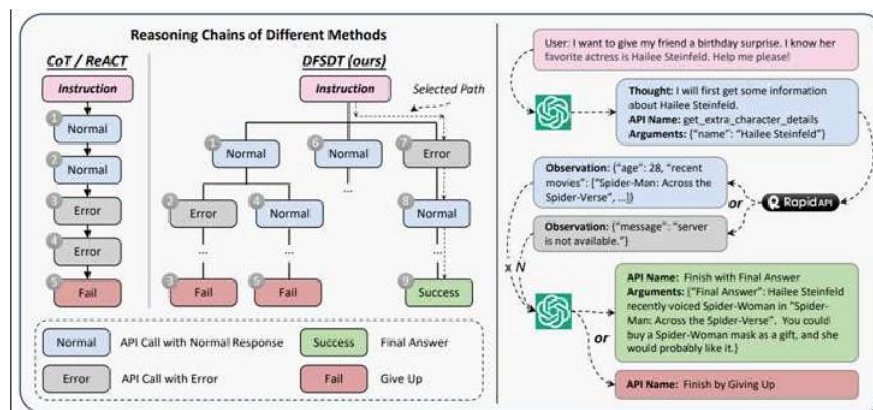 Reasoning Chains of Different Methods
CoT / ReACT
Instruction
1
Normal
2
Normal
3
Error
4
Error
5
Fail
DFSDT (ours)
Instruction
Selected Path
1
Normal
6
Normal
...
7
Error
2
Error
4
Normal
8
Normal
...
...
...
3
Fail
5
Fail
9
Success
Normal
API Call with Normal Response
Success
Final Answer
Error
API Call with Error
Fail
Give Up
User: I want to give my friend a birthday surprise. I know her
favorite actress is Hailee Steinfeld. Help me please!
Thought: I will first get some information
about Hailee Steinfeld.
API Name: get_extra_character_details
Arguments: {"name": "Hailee Steinfeld"}
Observation: {"age": 28, "recent
movies": ["Spider-Man: Across the
Spider-Verse", ...]}
or
Rapid API
Observation: {"message": "server
is not available."}
x N
API Name: Finish with Final Answer
Arguments: {"Final Answer": Hailee Steinfeld
recently voiced Spider-Woman in "Spider-
Man: Across the Spider-Verse". You could
buy a Spider-Woman mask as a gift, and she
would probably like it.}
or
API Name: Finish by Giving Up